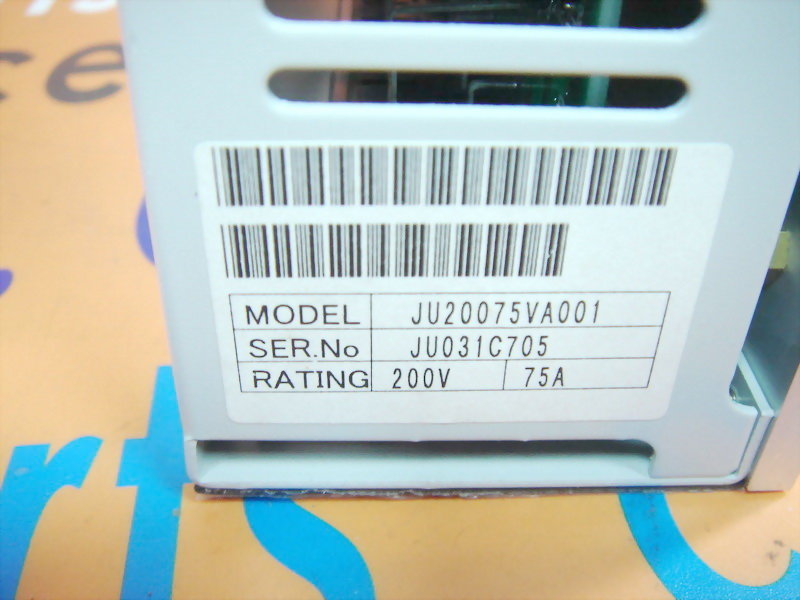 MODEL JU20075VA001
SER.No JU031C705
RATING 200V 75A